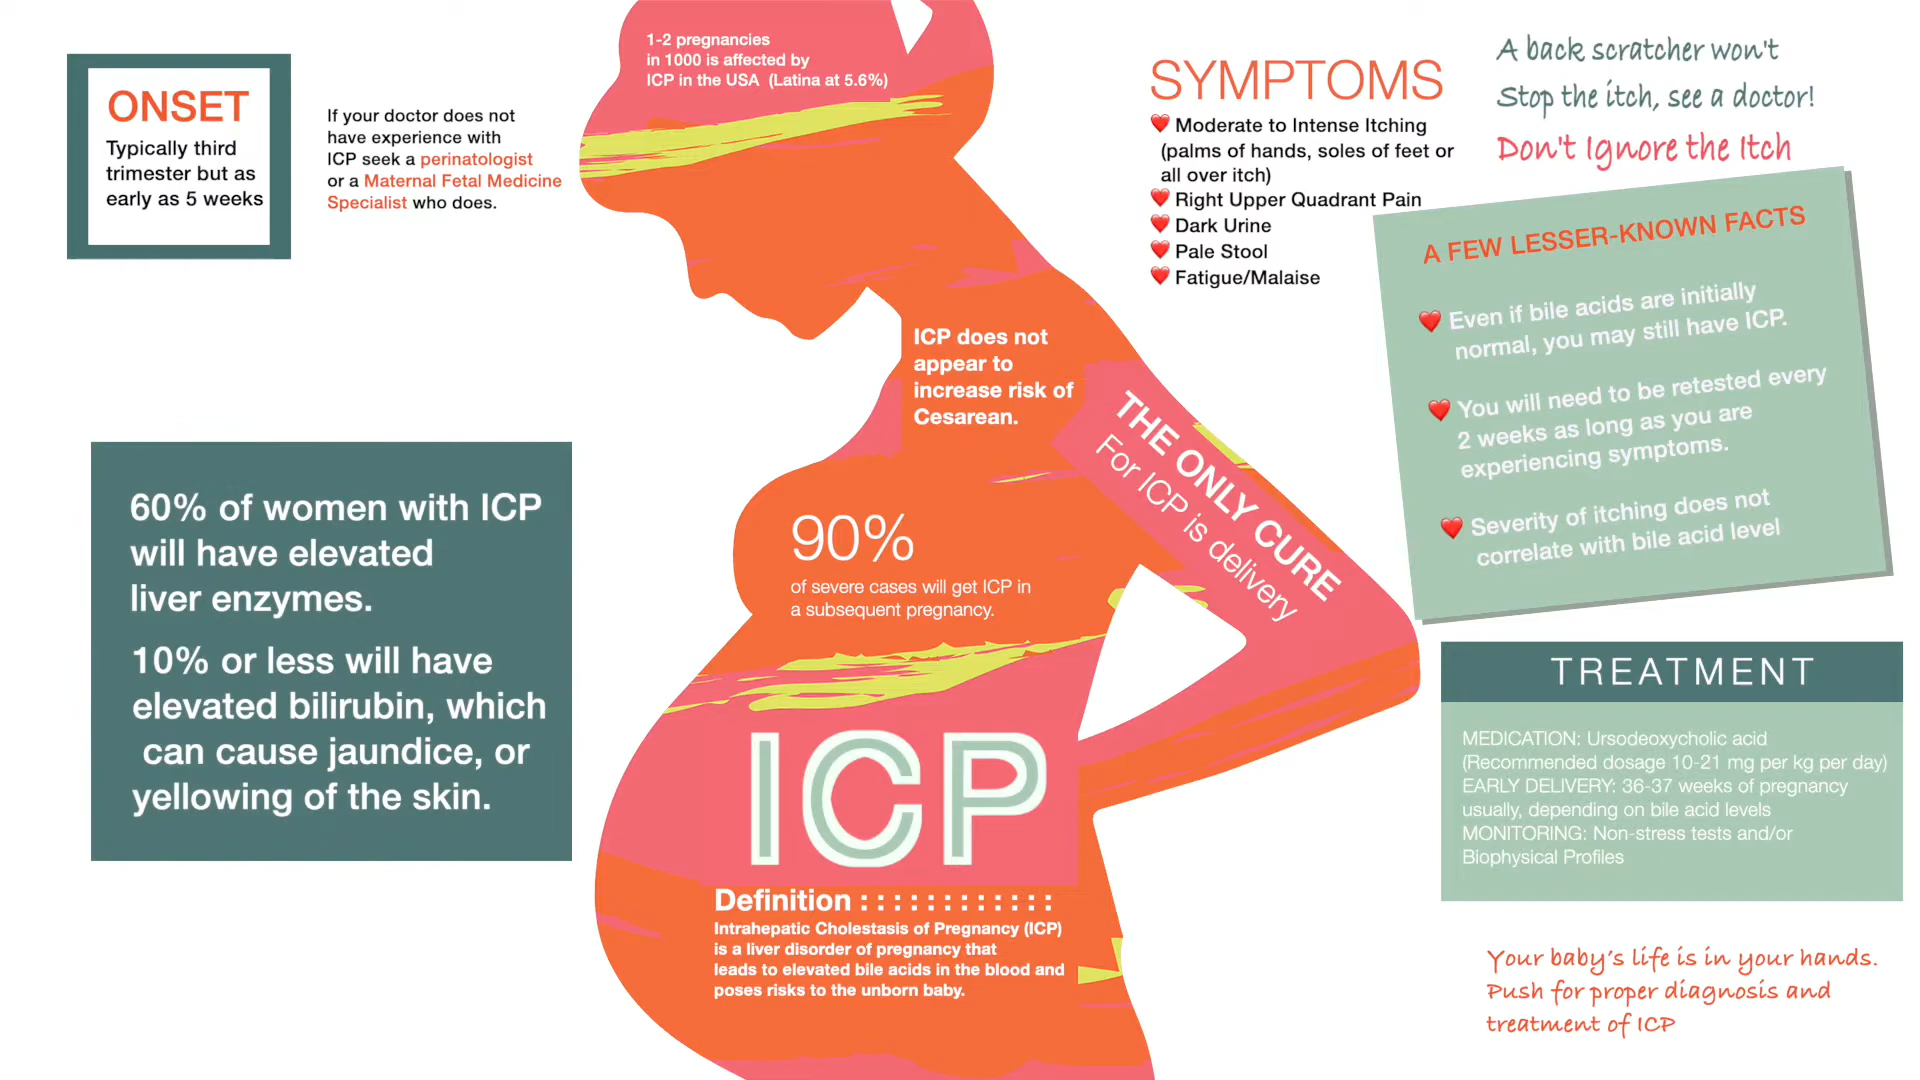 1-2 pregnancies
in 1000 is affected by
ICP in the USA (Latina at 5.6%)
ONSET
Typically third
trimester but as
early as 5 weeks
If your doctor does not
have experience with
ICP seek a perinatologist
or a Maternal Fetal Medicine
Specialist who does.
SYMPTOMS
Moderate to Intense Itching
(palms of hands, soles of feet or
all over itch)
Right Upper Quadrant Pain
Dark Urine
Pale Stool
Fatigue/Malaise
A back scratcher won't
Stop the itch, see a doctor!
Don't Ignore the Itch
A FEW LESSER-KNOWN FACTS
Even if bile acids are initially
normal, you may still have ICP.
You will need to be retested every
2 weeks as long as you are
experiencing symptoms.
Severity of itching does not
correlate with bile acid level
ICP does not
appear to
increase risk of
Cesarean.
THE ONLY CURE
For ICP is delivery
60% of women with ICP
will have elevated
liver enzymes.
10% or less will have
elevated bilirubin, which
can cause jaundice, or
yellowing of the skin.
90%
of severe cases will get ICP in
a subsequent pregnancy.
ICP
Definition : : : : : : : : : : : :
Intrahepatic Cholestasis of Pregnancy (ICP)
is a liver disorder of pregnancy that
leads to elevated bile acids in the blood and
poses risks to the unborn baby.
TREATMENT
MEDICATION: Ursodeoxycholic acid
(Recommended dosage 10-21 mg per kg per day)
EARLY DELIVERY: 36-37 weeks of pregnancy
usually, depending on bile acid levels
MONITORING: Non-stress tests and/or
Biophysical Profiles
Your baby's life is in your hands.
Push for proper diagnosis and
treatment of ICP